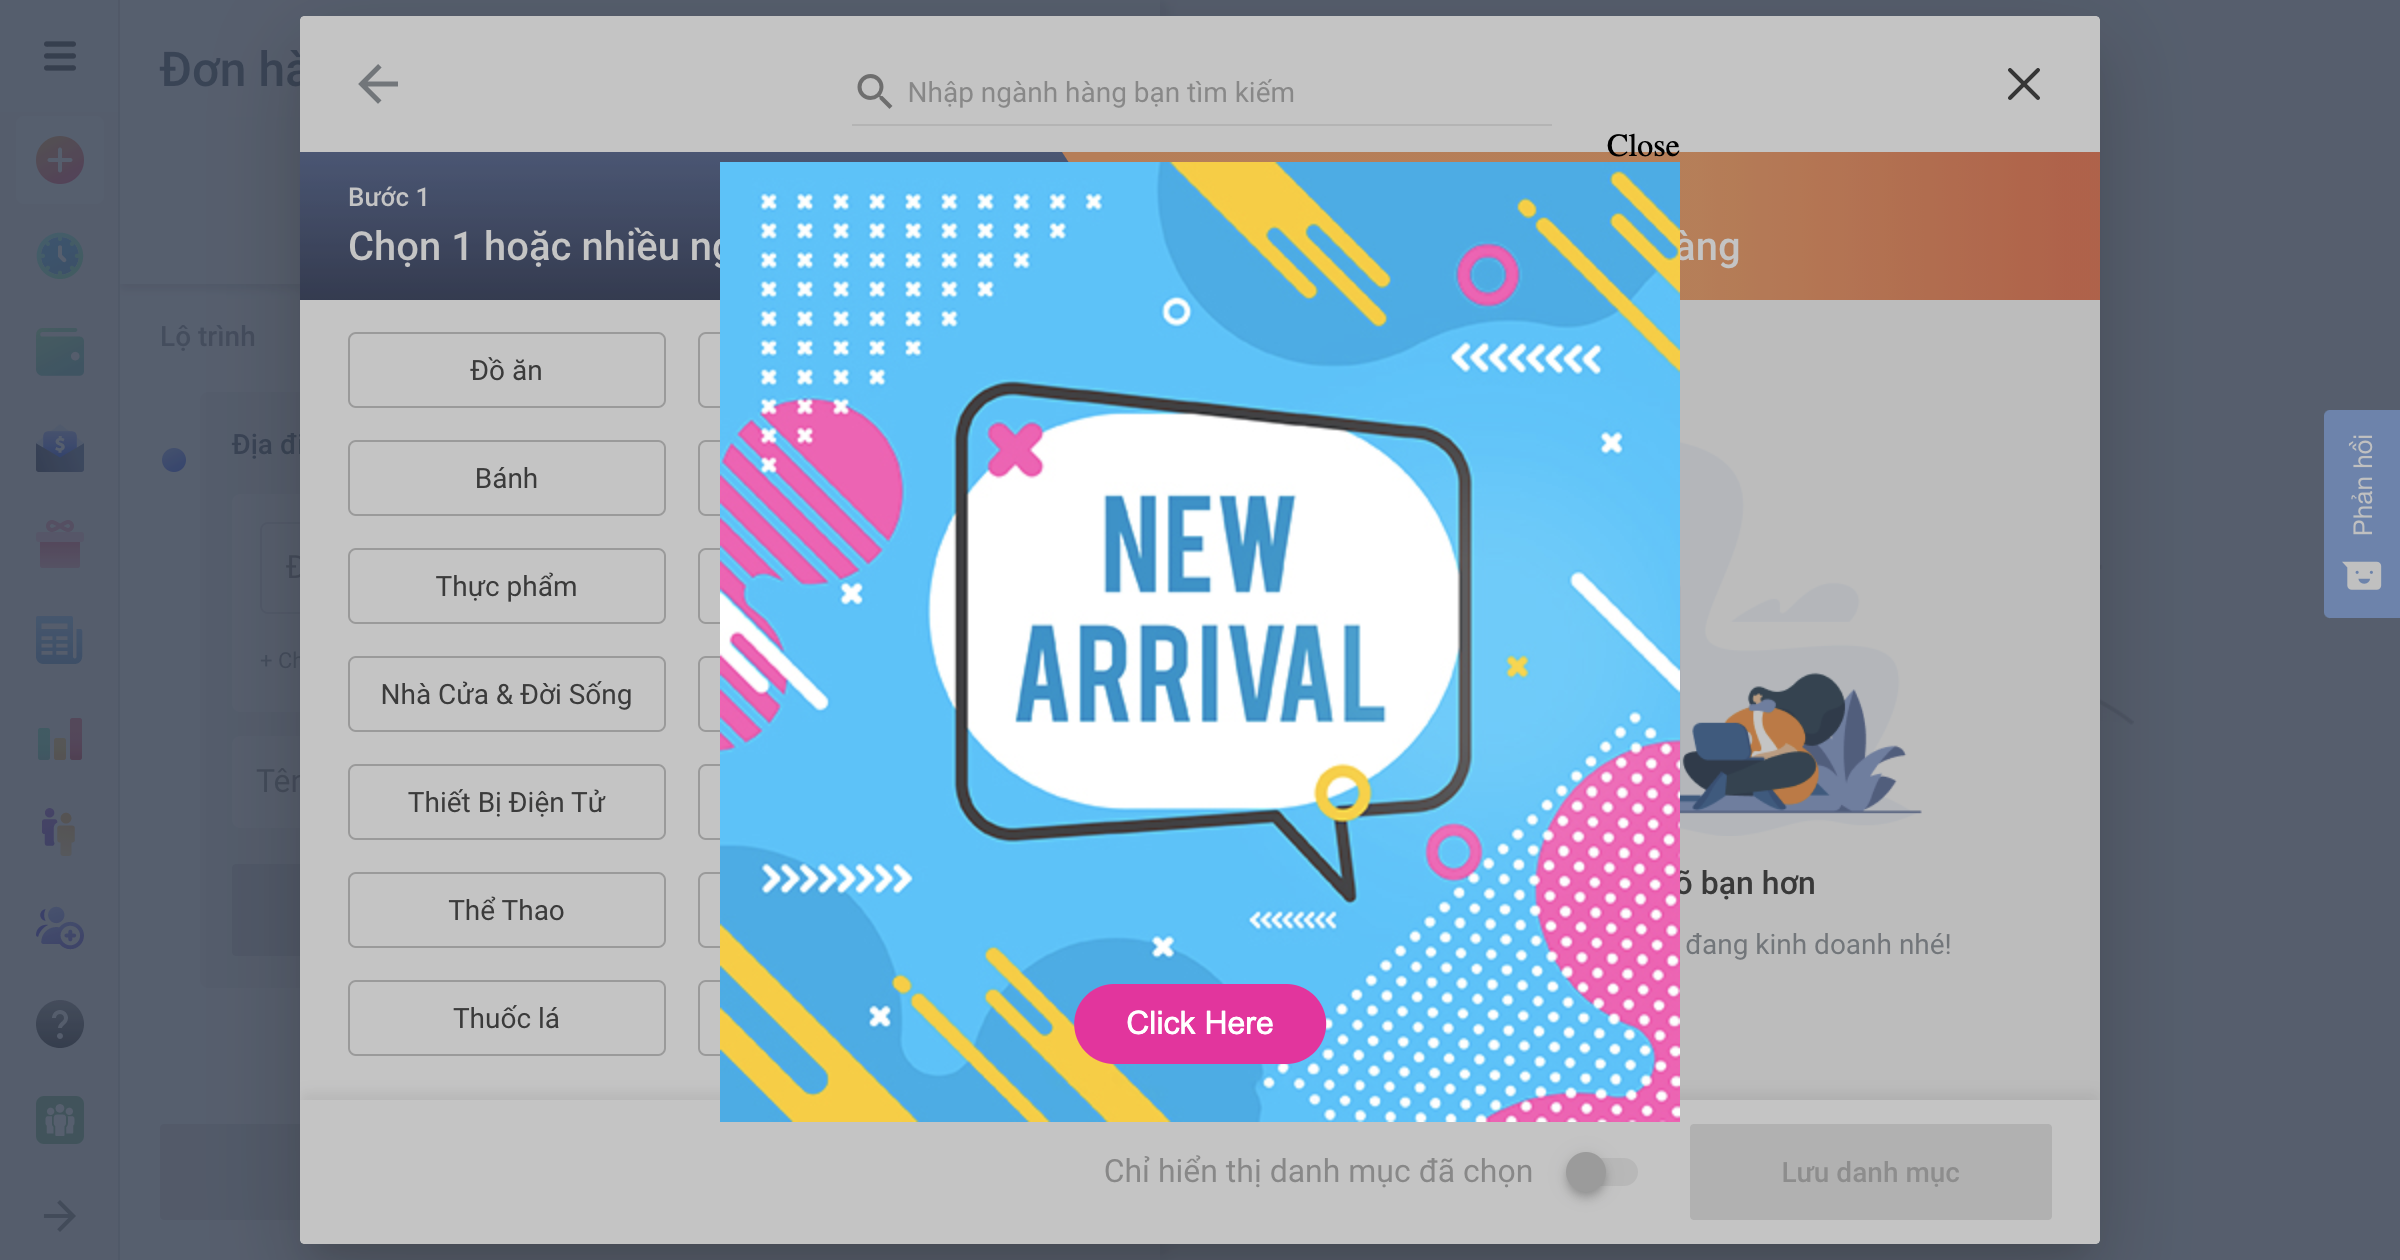 Đơn hà
Nhập ngành hàng bạn tìm kiếm
Close
Bước 1
Chọn 1 hoặc nhiều ng
àng
Lộ trình
Địa đi
Đồ ăn
Bánh
Thực phẩm
+ Ch
Nhà Cửa & Đời Sống
Tên
Thiết Bị Điện Tử
Thể Thao
Thuốc lá
NEW
ARRIVAL
Click Here
õ bạn hơn
đang kinh doanh nhé!
Phản hồi
Chỉ hiển thị danh mục đã chọn
Lưu danh mục